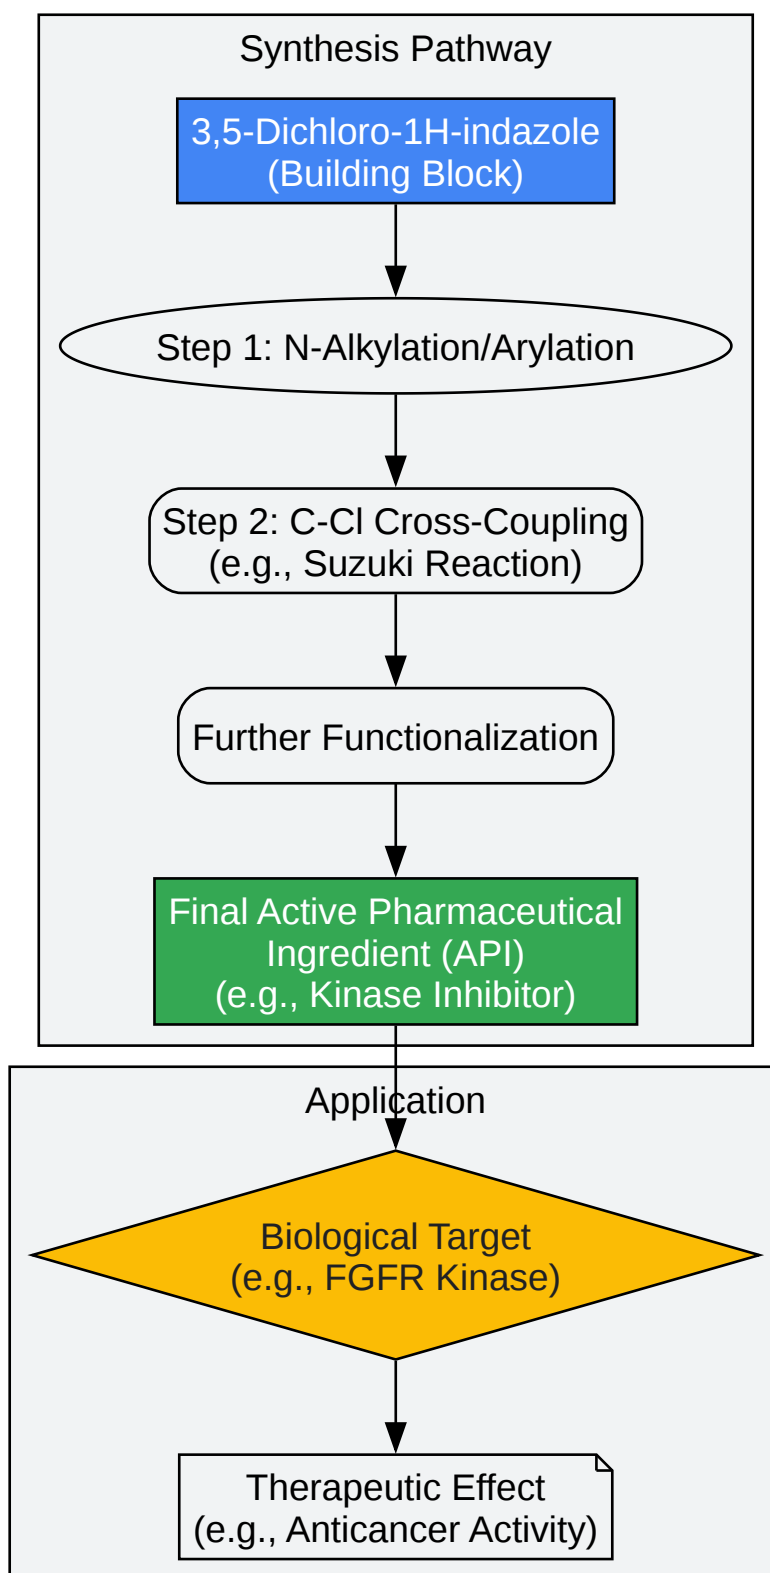 Synthesis Pathway
3,5-Dichloro-1H-indazole
(Building Block)
Step 1: N-Alkylation/Arylation
Step 2: C-Cl Cross-Coupling
(e.g., Suzuki Reaction)
Further Functionalization
Final Active Pharmaceutical
Ingredient (API)
(e.g., Kinase Inhibitor)
Application
Biological Target
(e.g., FGFR Kinase)
Therapeutic Effect
(e.g., Anticancer Activity)